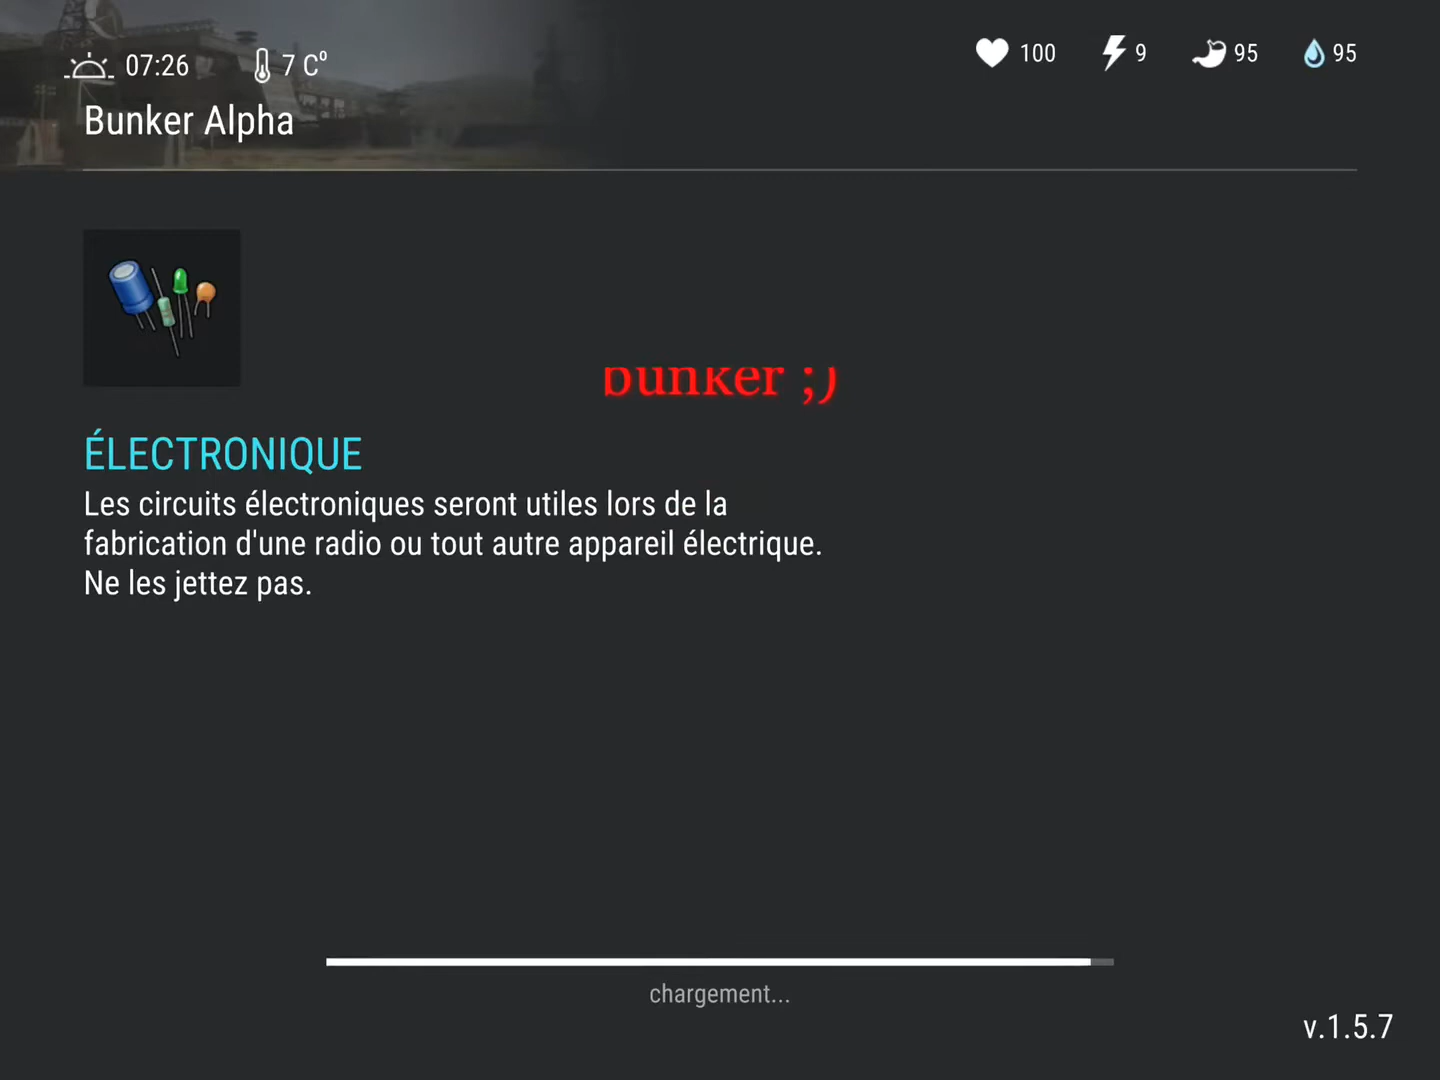 07:26 7 C⁰ 100 9 95 95
Bunker Alpha
bunker ;)
ÉLECTRONIQUE
Les circuits électroniques seront utiles lors de la
fabrication d'une radio ou tout autre appareil électrique.
Ne les jettez pas.
chargement...
v.1.5.7